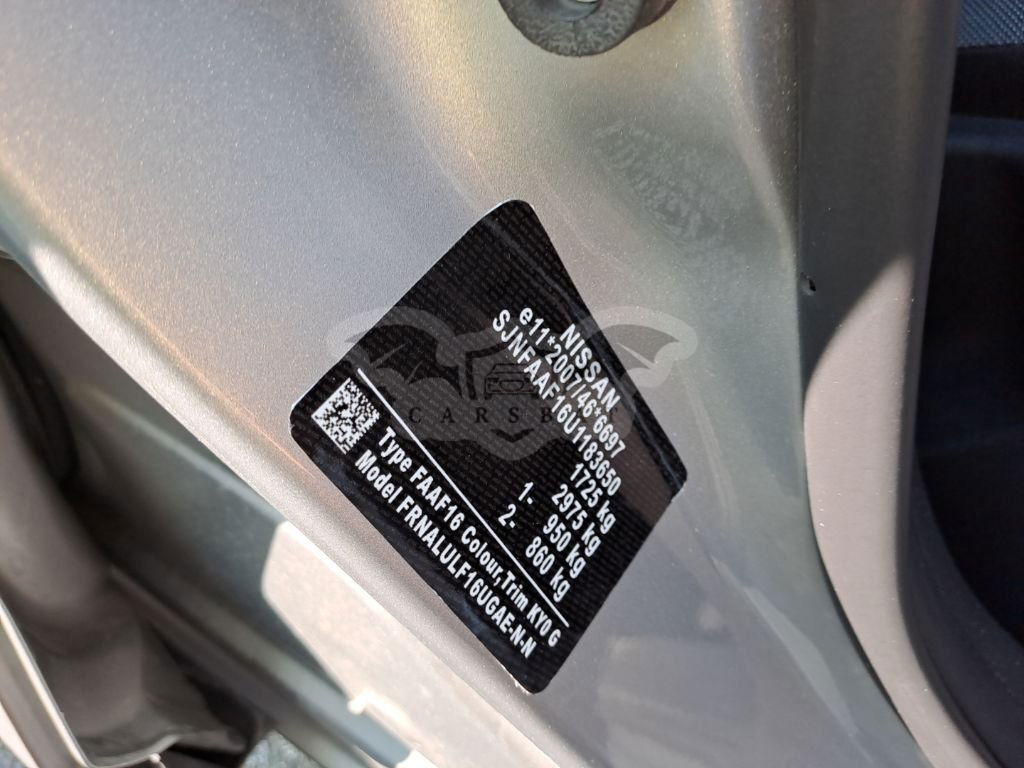 NISSAN
e11*2007/46*6697
SJNFAAF16U1183650
1725 kg
2975 kg
1- 950 kg
2- 860 kg
Type FAAF16 Colour,Trim KY0 G
Model FRNALULF16UGAE-N-N